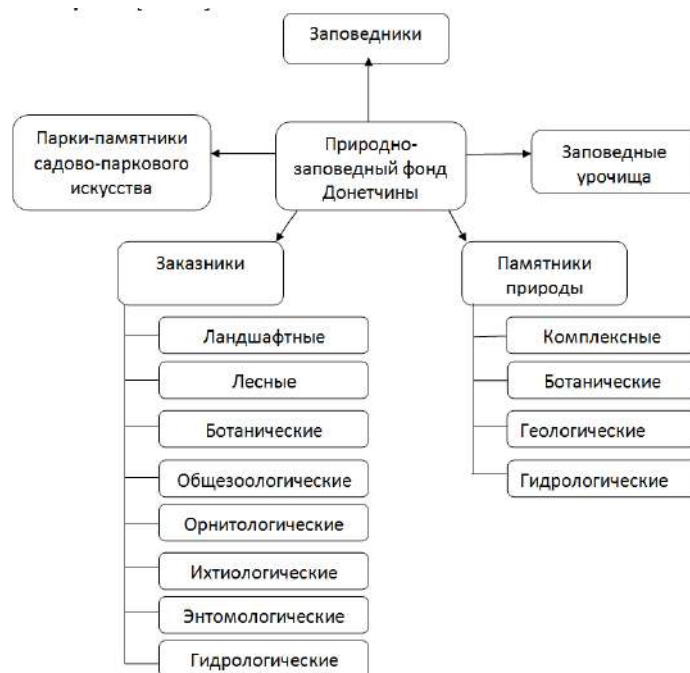 Заповедники
Парки-памятники
садово-паркового
искусства
Природно-
заповедный фонд
Донетчины
Заповедные
урочища
Заказники
Ландшафтные
Лесные
Ботанические
Общезоологические
Орнитологические
Ихтиологические
Энтомологические
Гидрологические
Памятники
природы
Комплексные
Ботанические
Геологические
Гидрологические